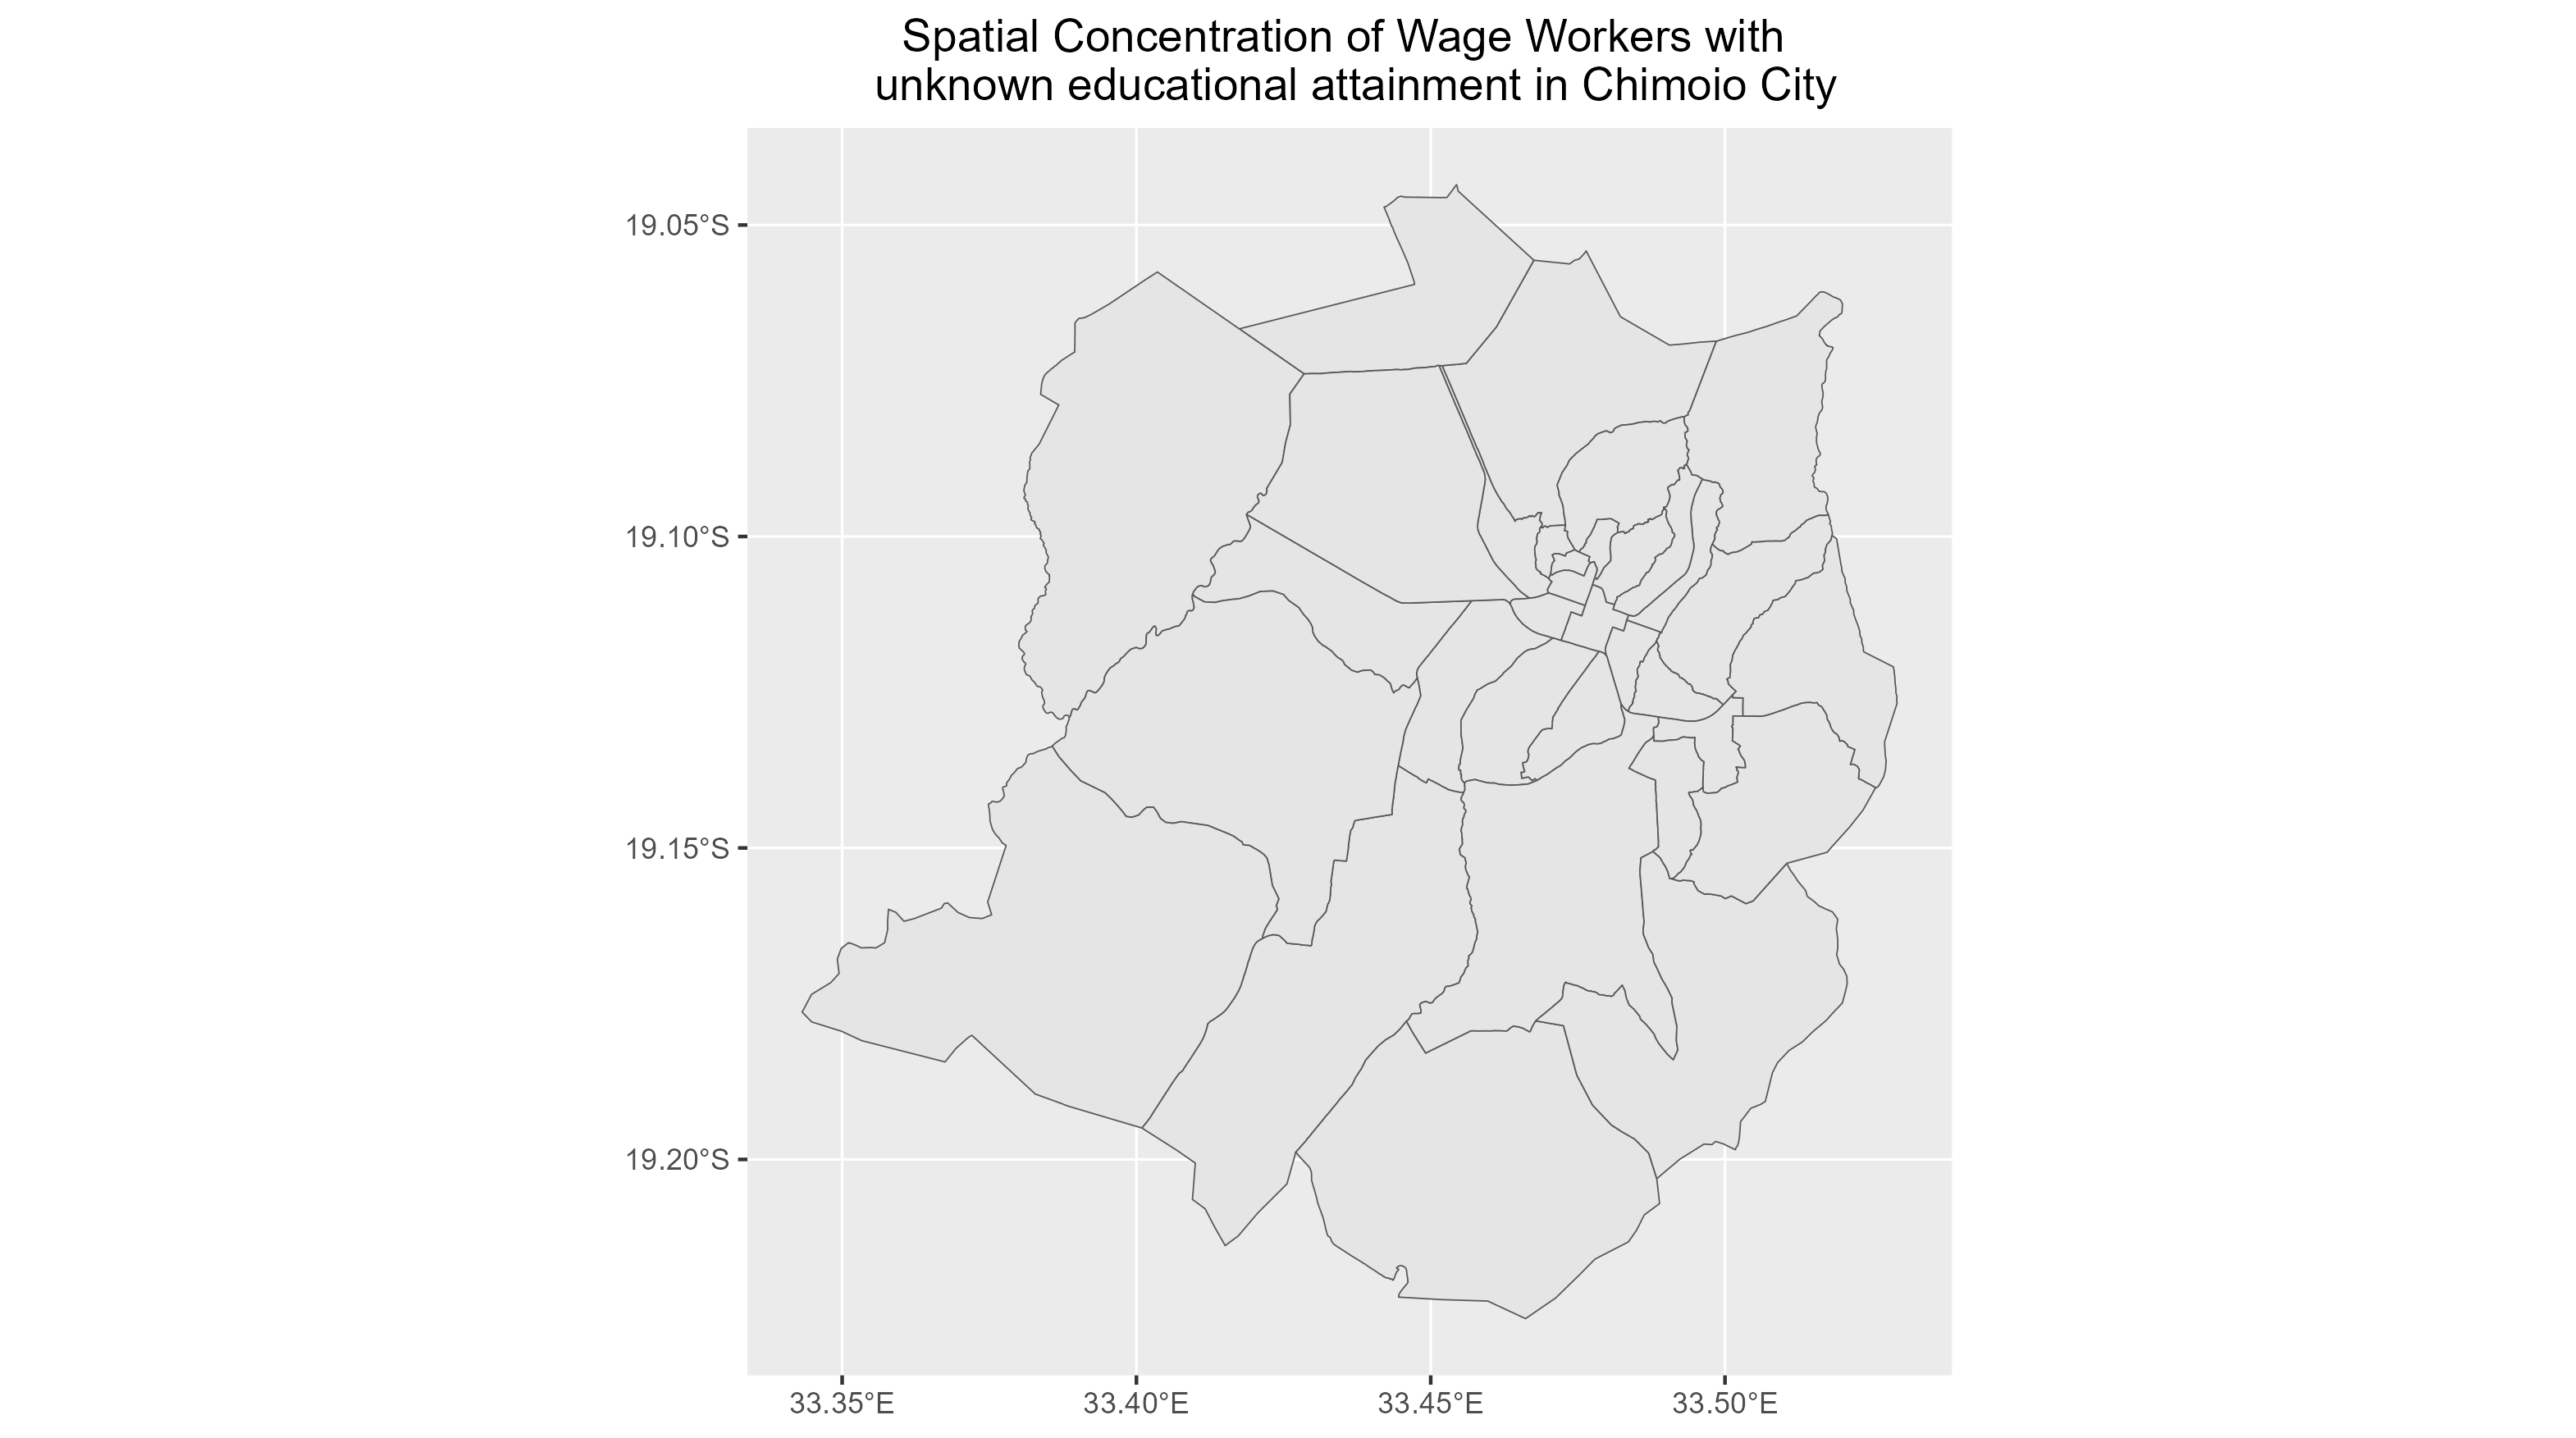 Spatial Concentration of Wage Workers with
unknown educational attainment in Chimoio City
19.05°S
19.10°S
19.15°S
19.20°S
33.35°E
33.40°E
33.45°E
33.50°E